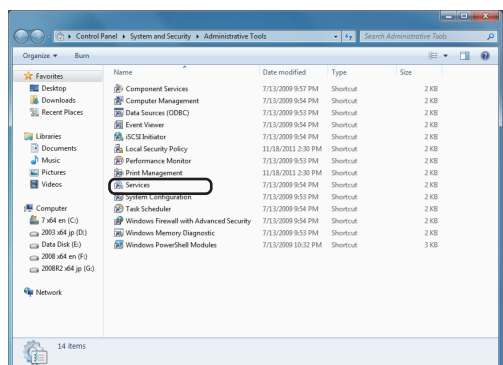 Control Panel ▸ System and Security ▸ Administrative Tools
Search Administrative Tools
Organize
Burn
Name Date modified Type Size
Favorites
Desktop
Downloads
Recent Places
Libraries
Documents
Music
Pictures
Videos
Computer
7 x64 en (C:)
2003 x64 jp (D:)
Data Disk (E:)
2008 x64 en (F:)
2008R2 x64 jp (G:)
Network
Component Services 7/13/2009 9:57 PM Shortcut 2 KB
Computer Management 7/13/2009 9:54 PM Shortcut 2 KB
Data Sources (ODBC) 7/13/2009 9:53 PM Shortcut 2 KB
Event Viewer 7/13/2009 9:54 PM Shortcut 2 KB
iSCSI Initiator 7/13/2009 9:54 PM Shortcut 2 KB
Local Security Policy 11/18/2011 2:30 PM Shortcut 2 KB
Performance Monitor 7/13/2009 9:53 PM Shortcut 2 KB
Print Management 11/18/2011 2:30 PM Shortcut 2 KB
Services 7/13/2009 9:54 PM Shortcut 2 KB
System Configuration 7/13/2009 9:53 PM Shortcut 2 KB
Task Scheduler 7/13/2009 9:54 PM Shortcut 2 KB
Windows Firewall with Advanced Security 7/13/2009 9:54 PM Shortcut 2 KB
Windows Memory Diagnostic 7/13/2009 9:53 PM Shortcut 2 KB
Windows PowerShell Modules 7/13/2009 10:32 PM Shortcut 3 KB
14 items